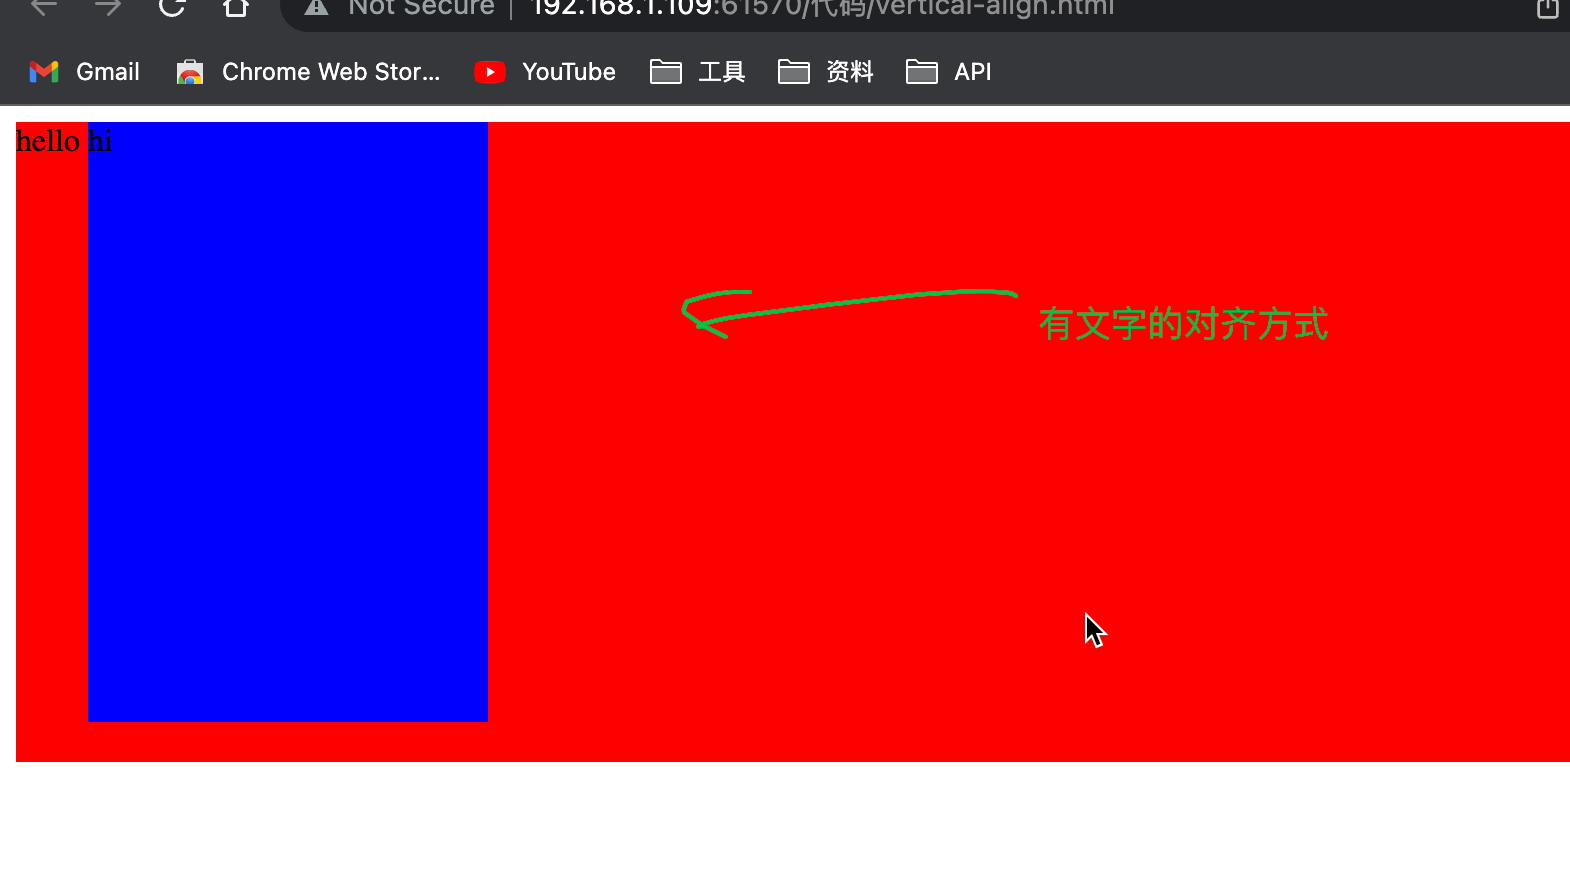 Not Secure | 192.168.1.109:61570/代码/vertical-align.html
Gmail Chrome Web Stor... YouTube 工具 资料 API
hello hi
有文字的对齐方式